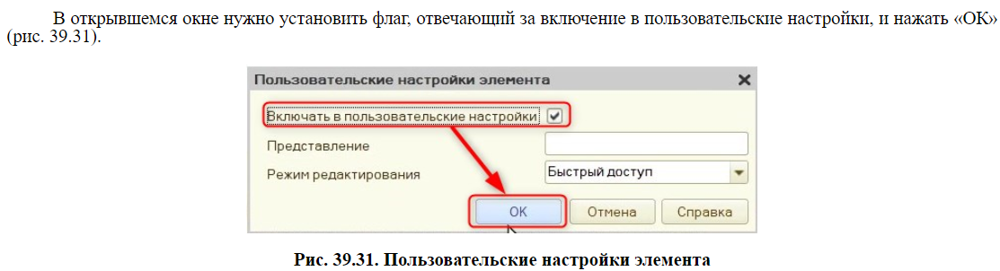 В открывшемся окне нужно установить флаг, отвечающий за включение в пользовательские настройки, и нажать «ОК»
(рис. 39.31).
Пользовательские настройки элемента
Включать в пользовательские настройки
Представление
Режим редактирования Быстрый доступ
ОК Отмена Справка
Рис. 39.31. Пользовательские настройки элемента